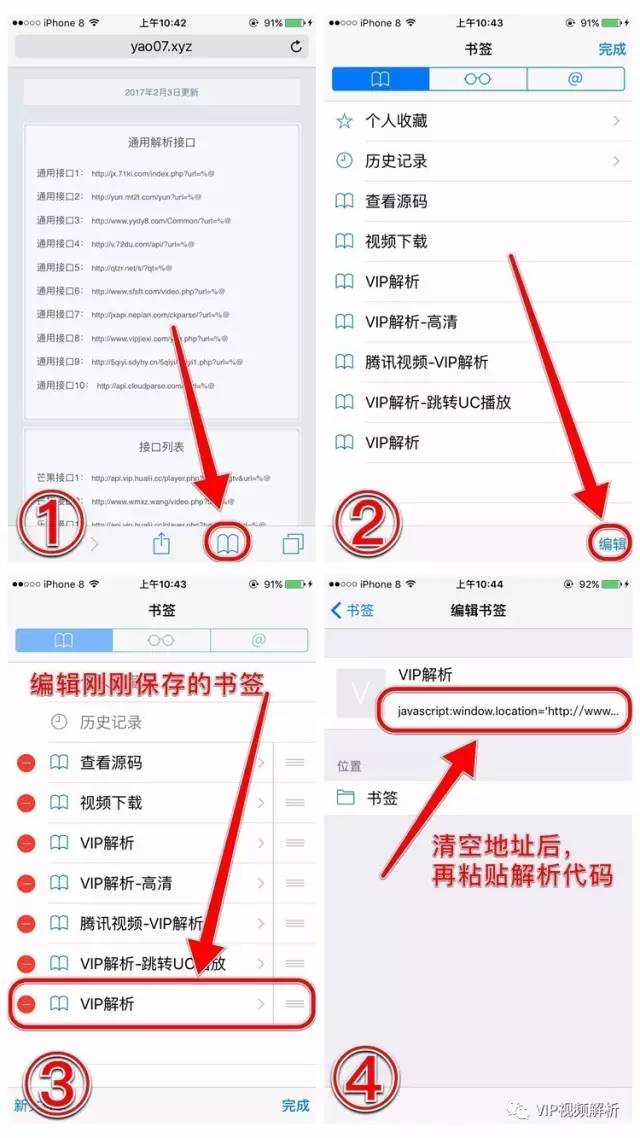 iPhone 8 上午10:42 91%
yao07.xyz
2017年2月3日更新
通用解析接口
通用接口1： http://jx.71ki.com/index.php?url=%@
通用接口2： http://yun.mt2t.com/yun?url=%@
通用接口3： http://www.yydy8.com/Common/?url=%@
通用接口4： http://v.72du.com/api/?url=%@
通用接口5： http://qtzr.net/s/?qt=%@
通用接口6： http://www.sfsft.com/video.php?url=%@
通用接口7： http://jxapi.nepian.com/ckparse/?url=%@
通用接口8： http://www.vipjiexi.com/ .php?url=%@
通用接口9： http://5qiyi.sdyhy.cn/5qiyi/ yi1.php?url=%@
通用接口10： http://api.cloudparse.com/ url=%@
接口列表
芒果接口1： http://api.vip.huaili.cc/player.php? gtv&url=%@
http://www.wmxz.wang/video.php? url=%@
①
iPhone 8 上午10:43 91%
书签
完成
@
个人收藏
历史记录
查看源码
视频下载
VIP解析
VIP解析-高清
腾讯视频-VIP解析
VIP解析-跳转UC播放
VIP解析
②
编辑
iPhone 8 上午10:43 91%
书签
@
编辑刚刚保存的书签
历史记录
查看源码
视频下载
VIP解析
VIP解析-高清
腾讯视频-VIP解析
VIP解析-跳转UC播放
VIP解析
③
新
完成
iPhone 8 上午10:44 92%
书签
编辑书签
V
VIP解析
javascript:window.location='http://www...
位置
书签
清空地址后，
再粘贴解析代码
④
VIP视频解析